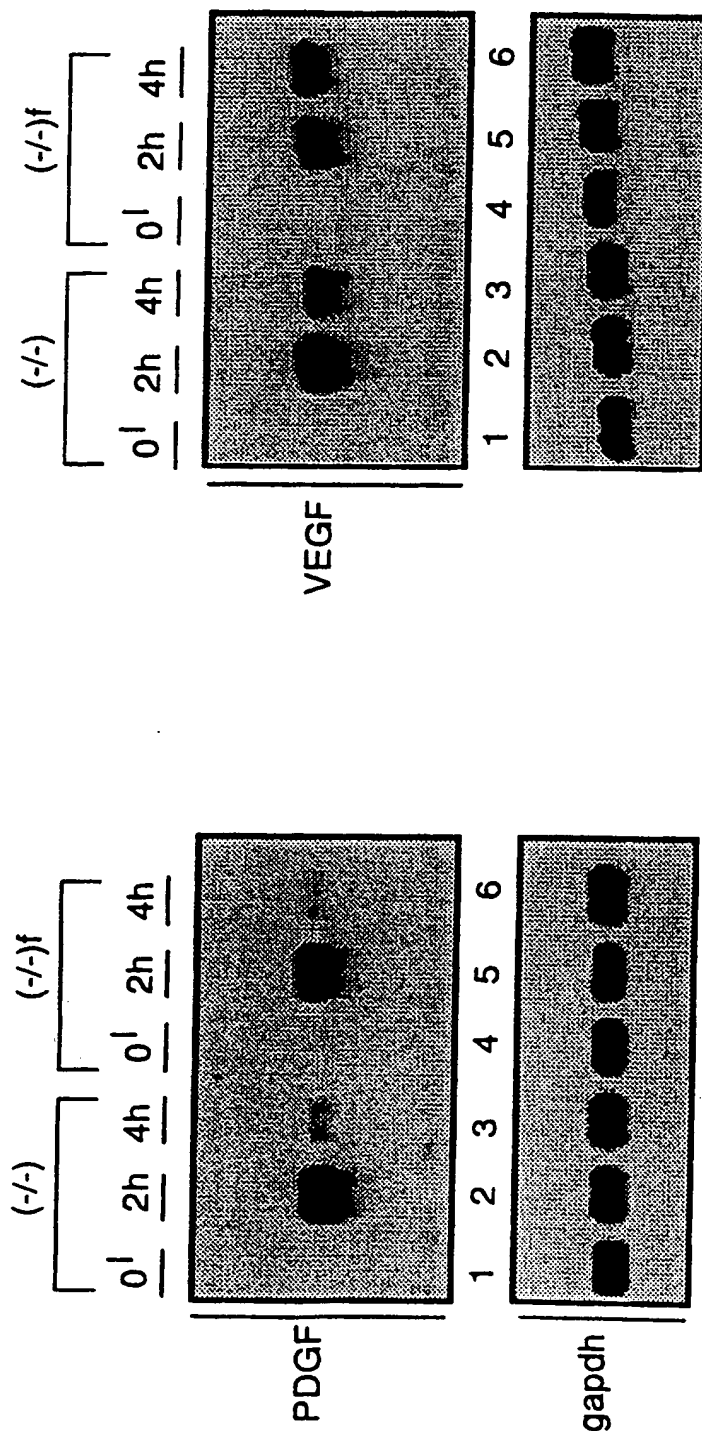 (-/-) (-/-)f
0' 2h 4h 0' 2h 4h
PDGF
1 2 3 4 5 6
gapdh
(-/-) (-/-)f
0' 2h 4h 0' 2h 4h
VEGF
1 2 3 4 5 6